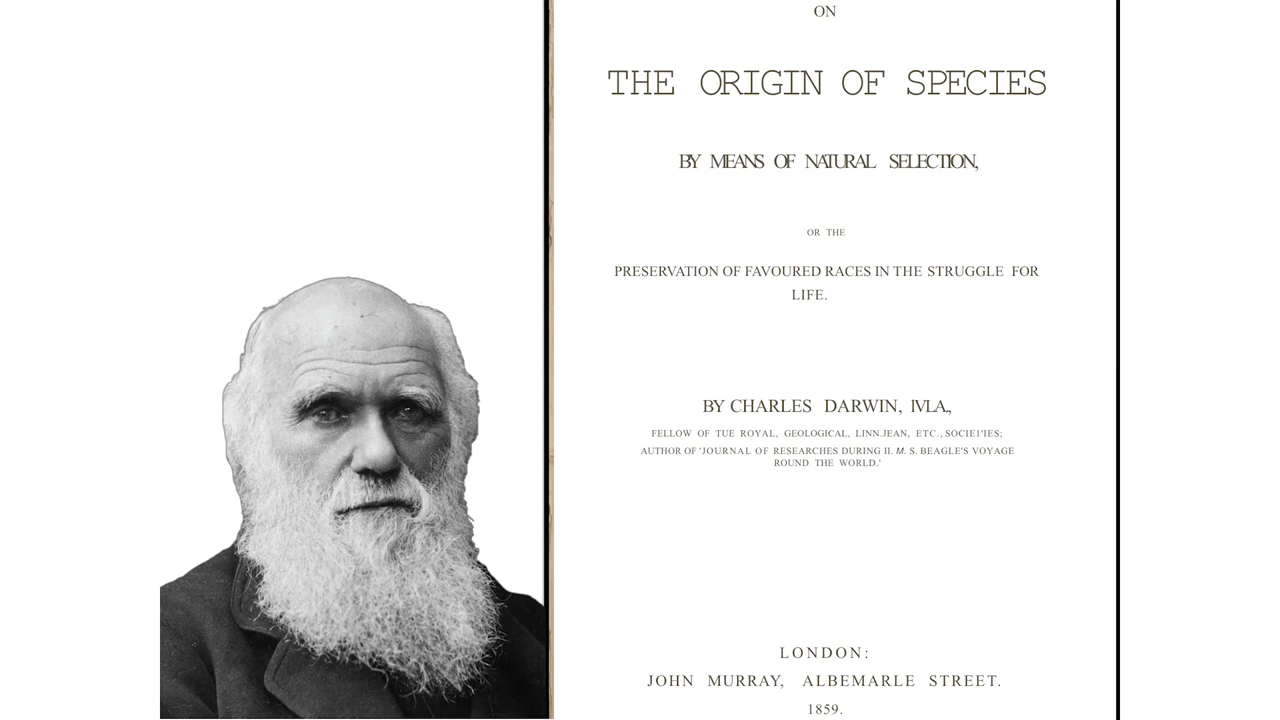 ON
THE ORIGIN OF SPECIES
BY MEANS OF NATURAL SELECTION,
OR THE
PRESERVATION OF FAVOURED RACES IN THE STRUGGLE FOR
LIFE.
BY CHARLES DARWIN, IVLA.,
FELLOW OF TUE ROYAL, GEOLOGICAL, LINNJEAN, ETC., SOCIE1'IES;
AUTHOR OF 'JOURNAL OF RESEARCHES DURING II. M. S. BEAGLE'S VOYAGE
ROUND THE WORLD.'
LONDON:
JOHN MURRAY, ALBEMARLE STREET.
1859.